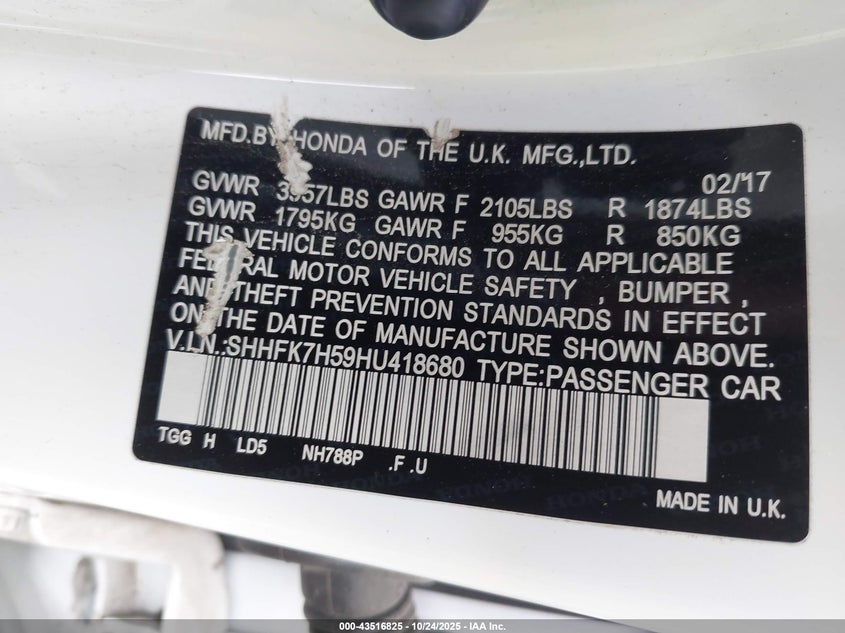 MFD.BY HONDA OF THE U.K. MFG.,LTD.
02/17
GVWR 3957LBS GAWR F 2105LBS R 1874LBS
GVWR 1795KG GAWR F 955KG R 850KG
THIS VEHICLE CONFORMS TO ALL APPLICABLE
FEDERAL MOTOR VEHICLE SAFETY , BUMPER ,
AND THEFT PREVENTION STANDARDS IN EFFECT
ON THE DATE OF MANUFACTURE SHOWN ABOVE.
V.I.N.:SHHFK7H59HU418680 TYPE:PASSENGER CAR
TGG H LD5 NH788P .F .U
MADE IN U.K.
000-43516825 - 10/24/2025 - IAA Inc.